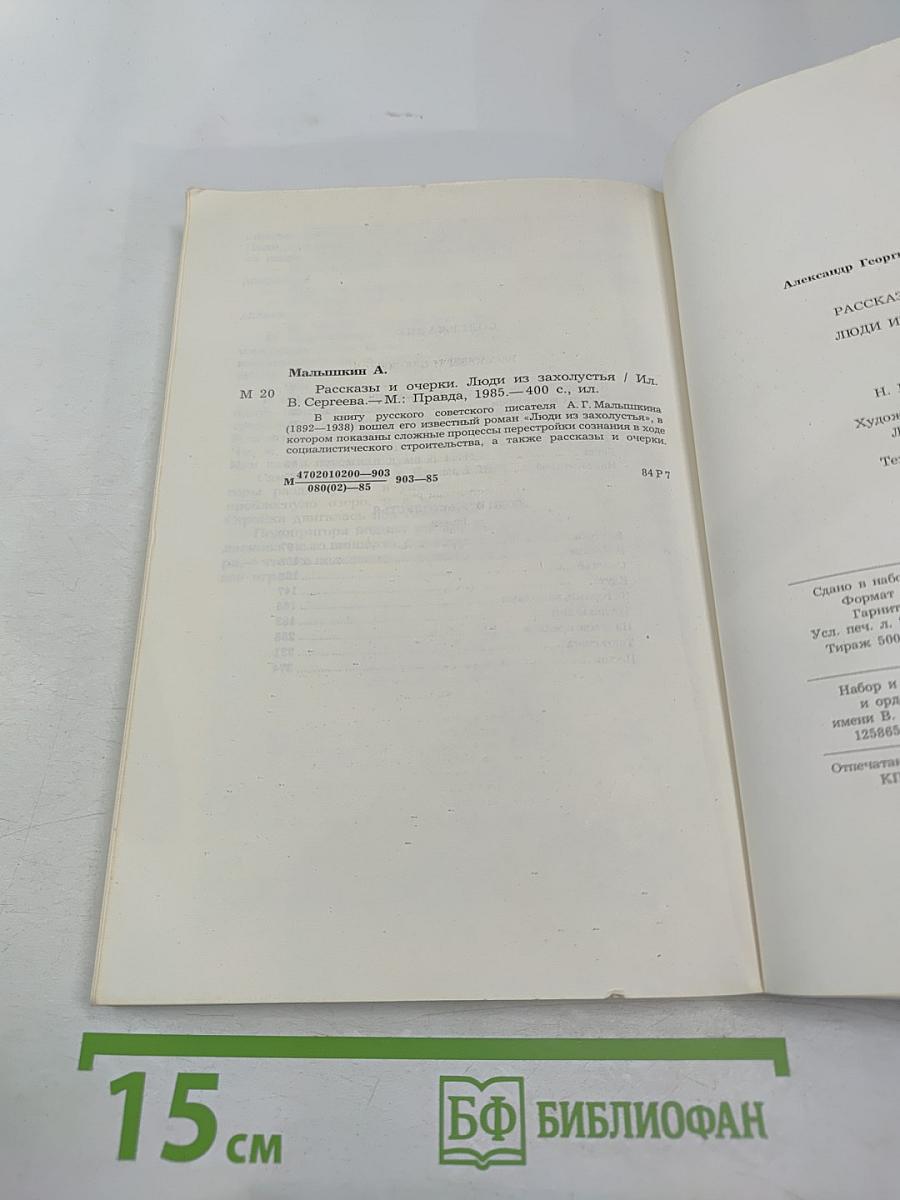 Малышкин А.
М 20 Рассказы и очерки. Люди из захолустья / Ил.
В. Сергеева.— М.: Правда, 1985.—400 с., ил.
В книгу русского советского писателя А. Г. Малышкина
(1892—1938) вошел его известный роман «Люди из захолустья», в
котором показаны сложные процессы перестройки сознания в ходе
социалистического строительства, а также рассказы и очерки.
М 4702010200—903
080(02)—85
903—85
84 Р 7
Александр Георги
РАССКАЗ
ЛЮДИ И
Н.
Худож
Л
Те
Сдано в набо
Формат
Гарнит
Усл. печ. л.
Тираж 500
Набор и
и орд
имени В.
125865
Отпечатан
КП
15 см
БФ БИБЛИОФАН